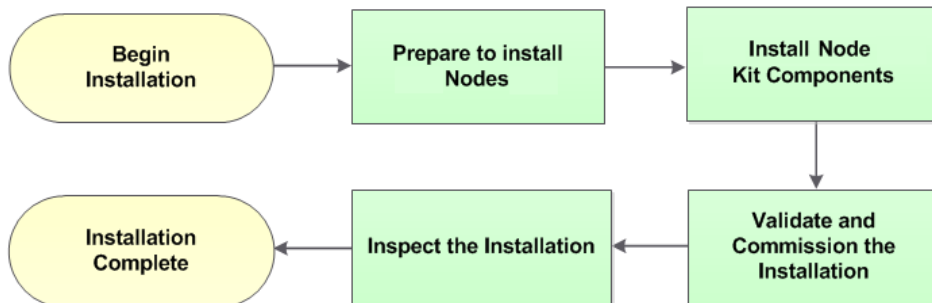 Begin
Installation
Prepare to install
Nodes
Install Node
Kit Components
Validate and
Commission the
Installation
Inspect the Installation
Installation
Complete